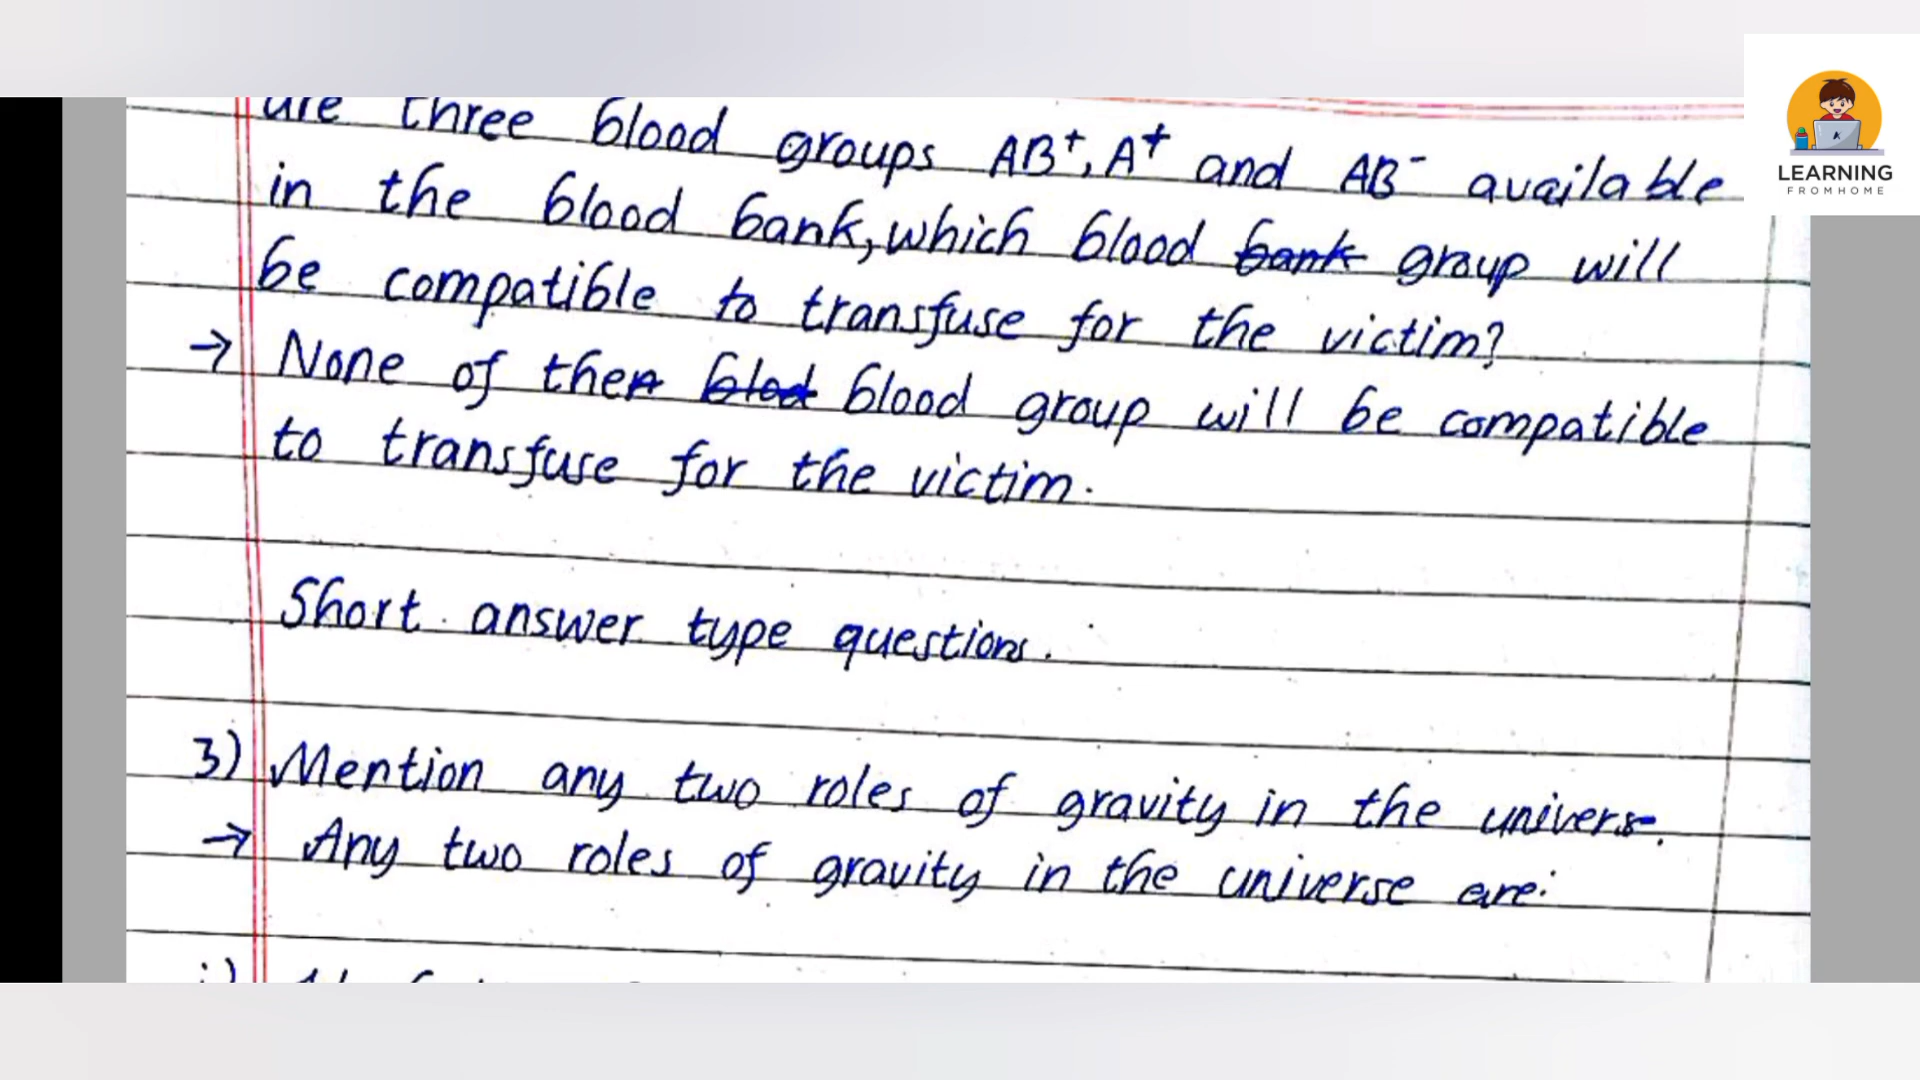 are three blood groups AB⁺, A⁺ and AB⁻ available
in the blood bank, which blood bank group will
be compatible to transfuse for the victim?
→ None of then blod blood group will be compatible
to transfuse for the victim.
Short answer type questions.
3) Mention any two roles of gravity in the universe.
→ Any two roles of gravity in the universe are:
i)
LEARNING
FROMHOME